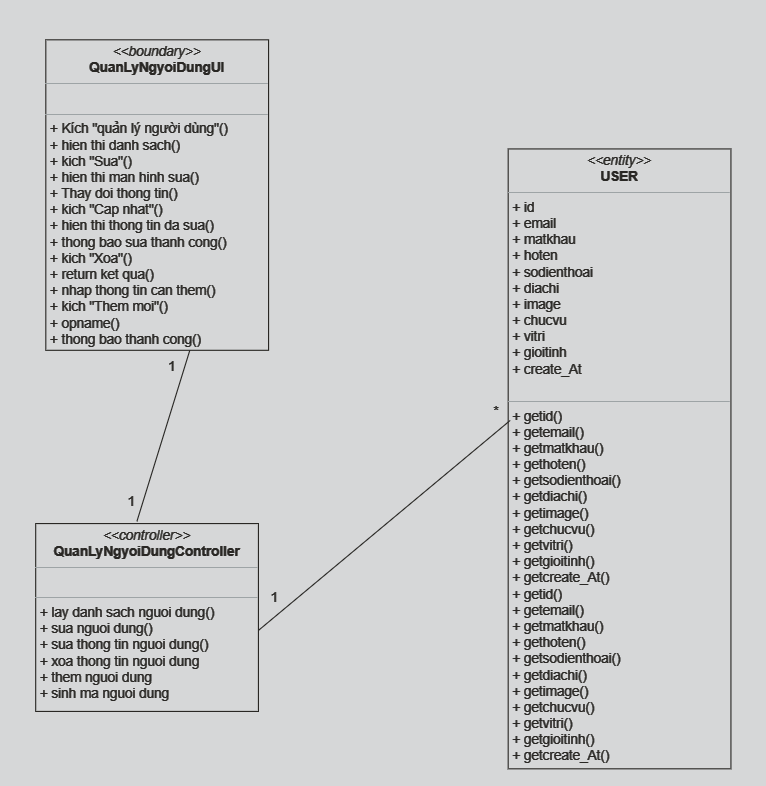 <<boundary>>
QuanLyNgyoiDungUI
+ Kích "quản lý người dùng"()
+ hien thi danh sach()
+ kich "Sua"()
+ hien thi man hinh sua()
+ Thay doi thong tin()
+ kich "Cap nhat"()
+ hien thi thong tin da sua()
+ thong bao sua thanh cong()
+ kich "Xoa"()
+ return ket qua()
+ nhap thong tin can them()
+ kich "Them moi"()
+ opname()
+ thong bao thanh cong()
1
1
<<controller>>
QuanLyNgyoiDungController
+ lay danh sach nguoi dung()
+ sua nguoi dung()
+ sua thong tin nguoi dung()
+ xoa thong tin nguoi dung
+ them nguoi dung
+ sinh ma nguoi dung
1
*
<<entity>>
USER
+ id
+ email
+ matkhau
+ hoten
+ sodienthoai
+ diachi
+ image
+ chucvu
+ vitri
+ gioitinh
+ create_At
+ getid()
+ getemail()
+ getmatkhau()
+ gethoten()
+ getsodienthoai()
+ getdiachi()
+ getimage()
+ getchucvu()
+ getvitri()
+ getgioitinh()
+ getcreate_At()
+ getid()
+ getemail()
+ getmatkhau()
+ gethoten()
+ getsodienthoai()
+ getdiachi()
+ getimage()
+ getchucvu()
+ getvitri()
+ getgioitinh()
+ getcreate_At()